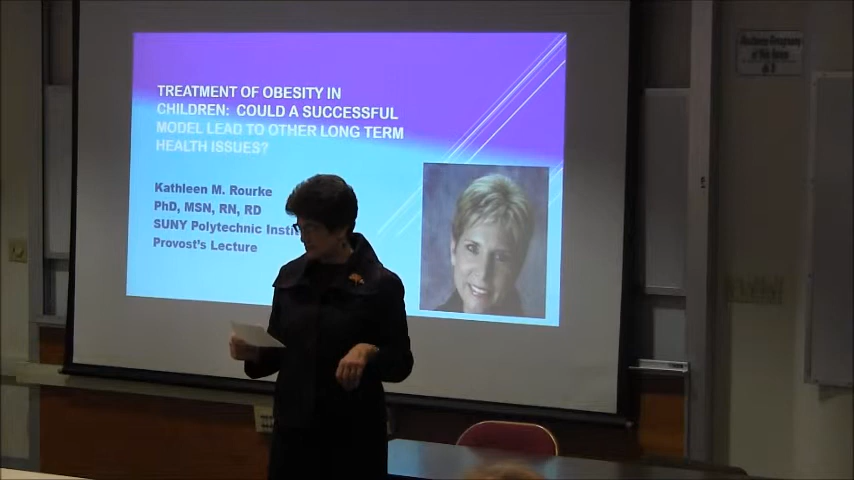 TREATMENT OF OBESITY IN
CHILDREN: COULD A SUCCESSFUL
MODEL LEAD TO OTHER LONG TERM
HEALTH ISSUES?
Kathleen M. Rourke
PhD, MSN, RN, RD
SUNY Polytechnic Insti
Provost's Lecture